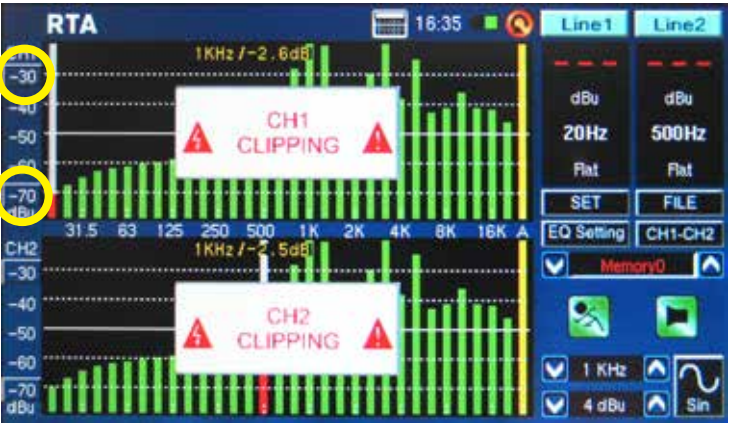 RTA 16:35 Line1 Line2
CH1 1KHz/-2.6dB
-30
-40
-50
-60
-70
dBu
CH1
CLIPPING
31.5 63 125 250 500 1K 2K 4K 8K 16K A
CH2 1KHz/-2.5dB
-30
-40
-50
-60
-70
dBu
CH2
CLIPPING
--- ---
dBu dBu
20Hz 500Hz
Flat Flat
SET FILE
EQ Setting CH1-CH2
Memory0
1 KHz
4 dBu Sin